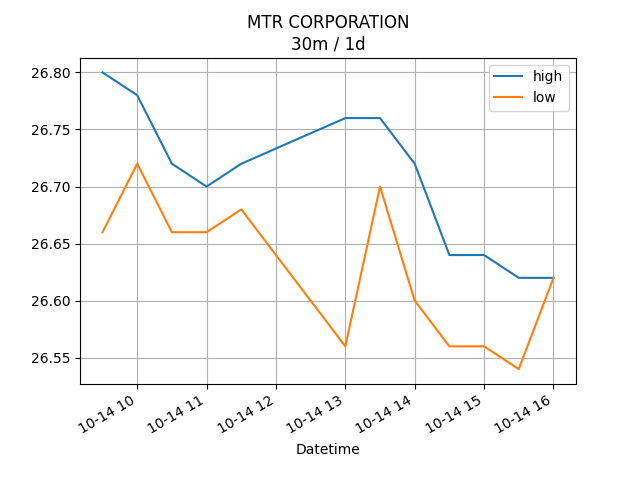 MTR CORPORATION
30m / 1d
high
low
26.80
26.75
26.70
26.65
26.60
26.55
10-14 10
10-14 11
10-14 12
10-14 13
10-14 14
10-14 15
10-14 16
Datetime